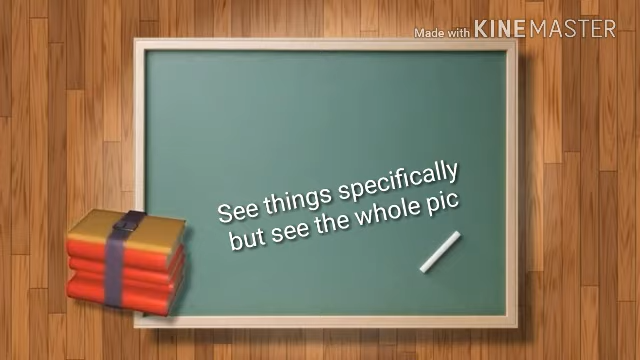 Made with KINEMASTER
See things specifically
but see the whole pic